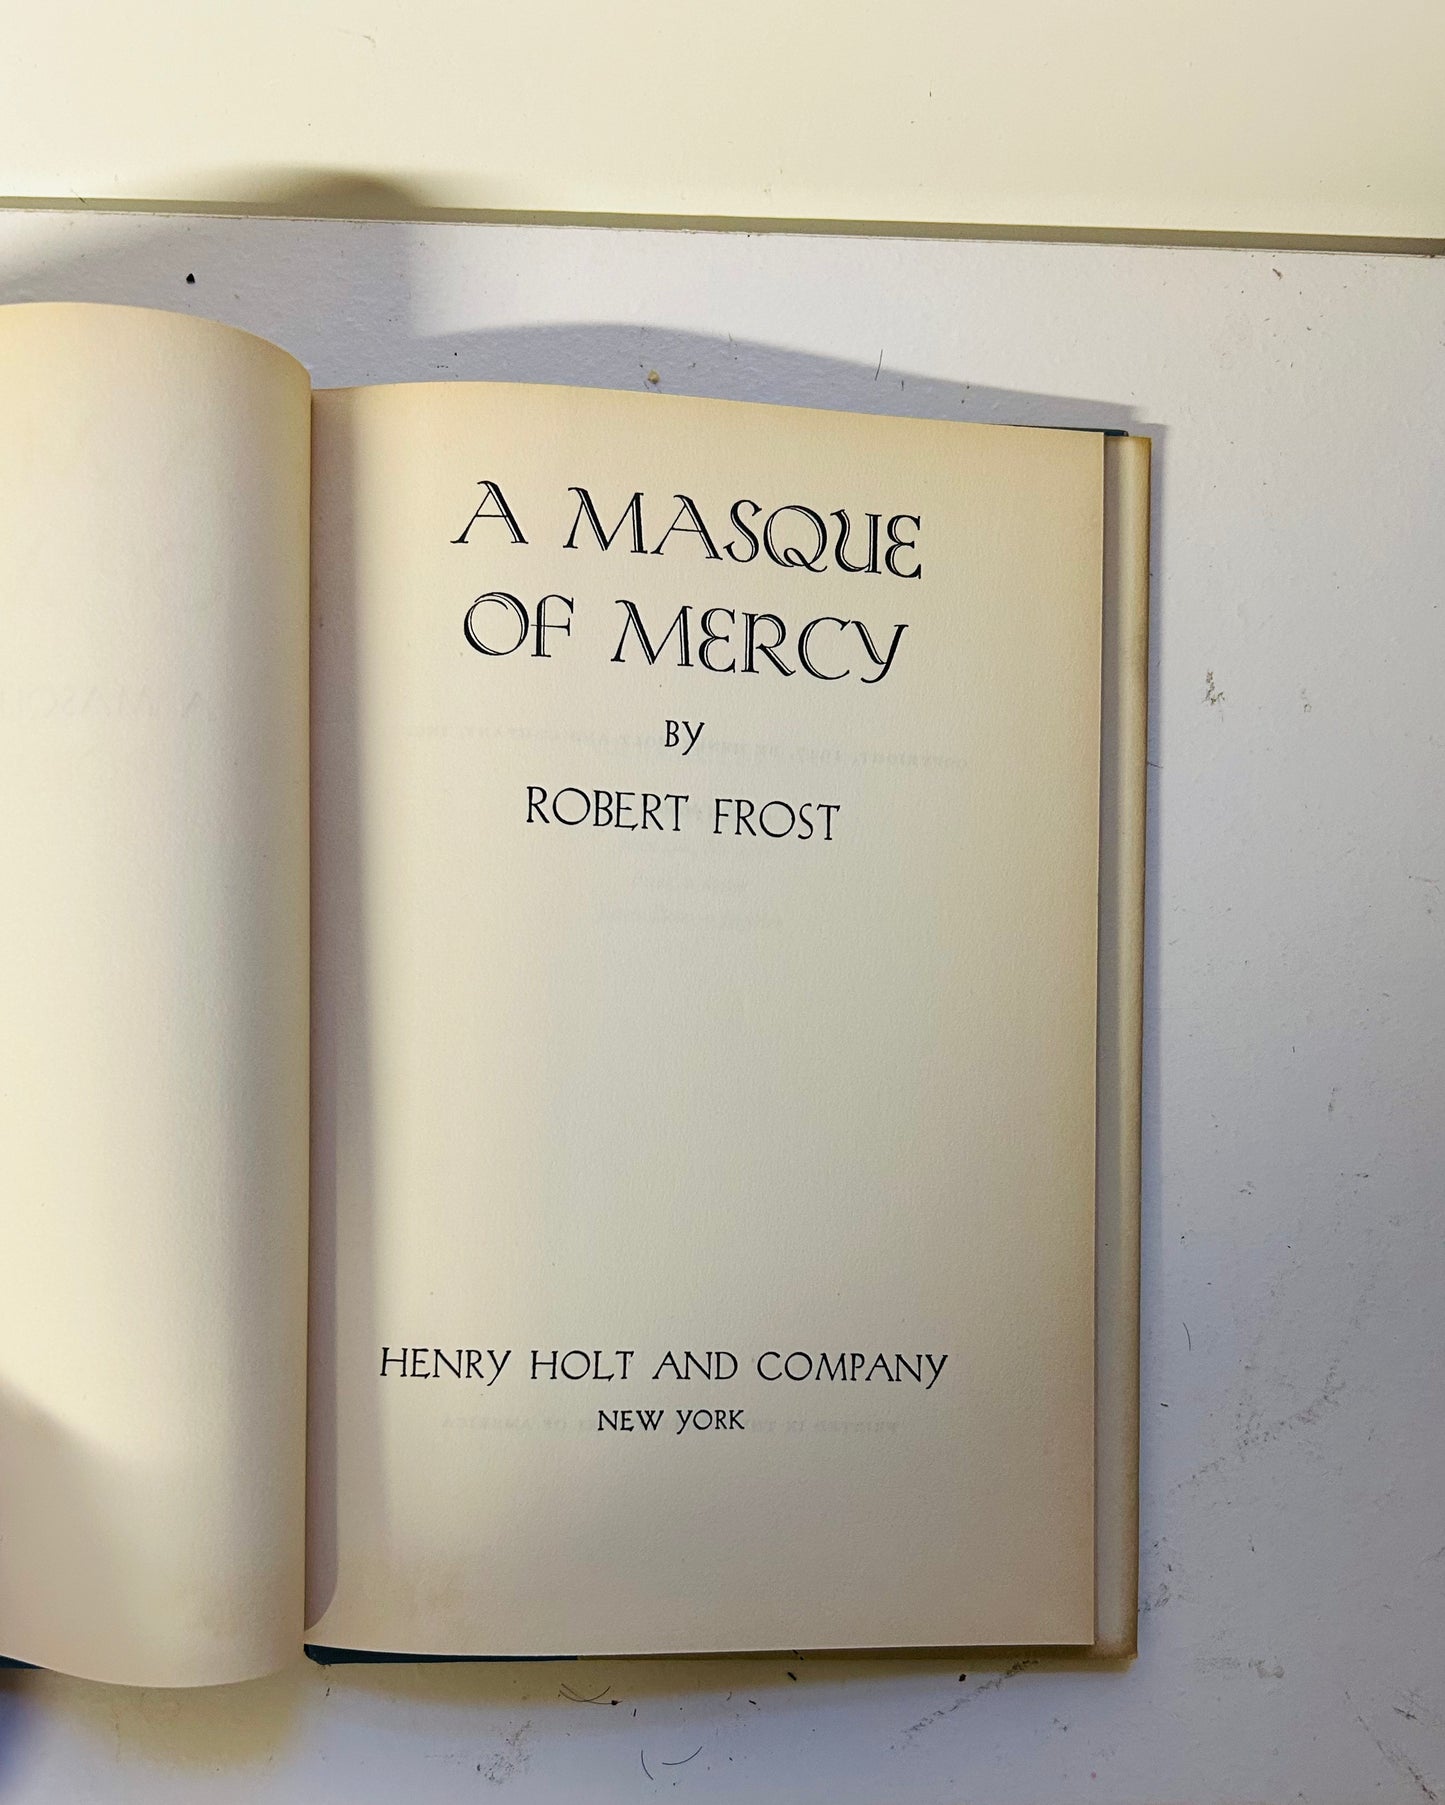 A MASQUE
OF MERCY
BY
ROBERT FROST
HENRY HOLT AND COMPANY
NEW YORK